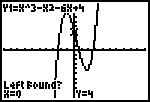 Y1=X^3-X2-6X+4
Left Bound?
X=0 Y=4